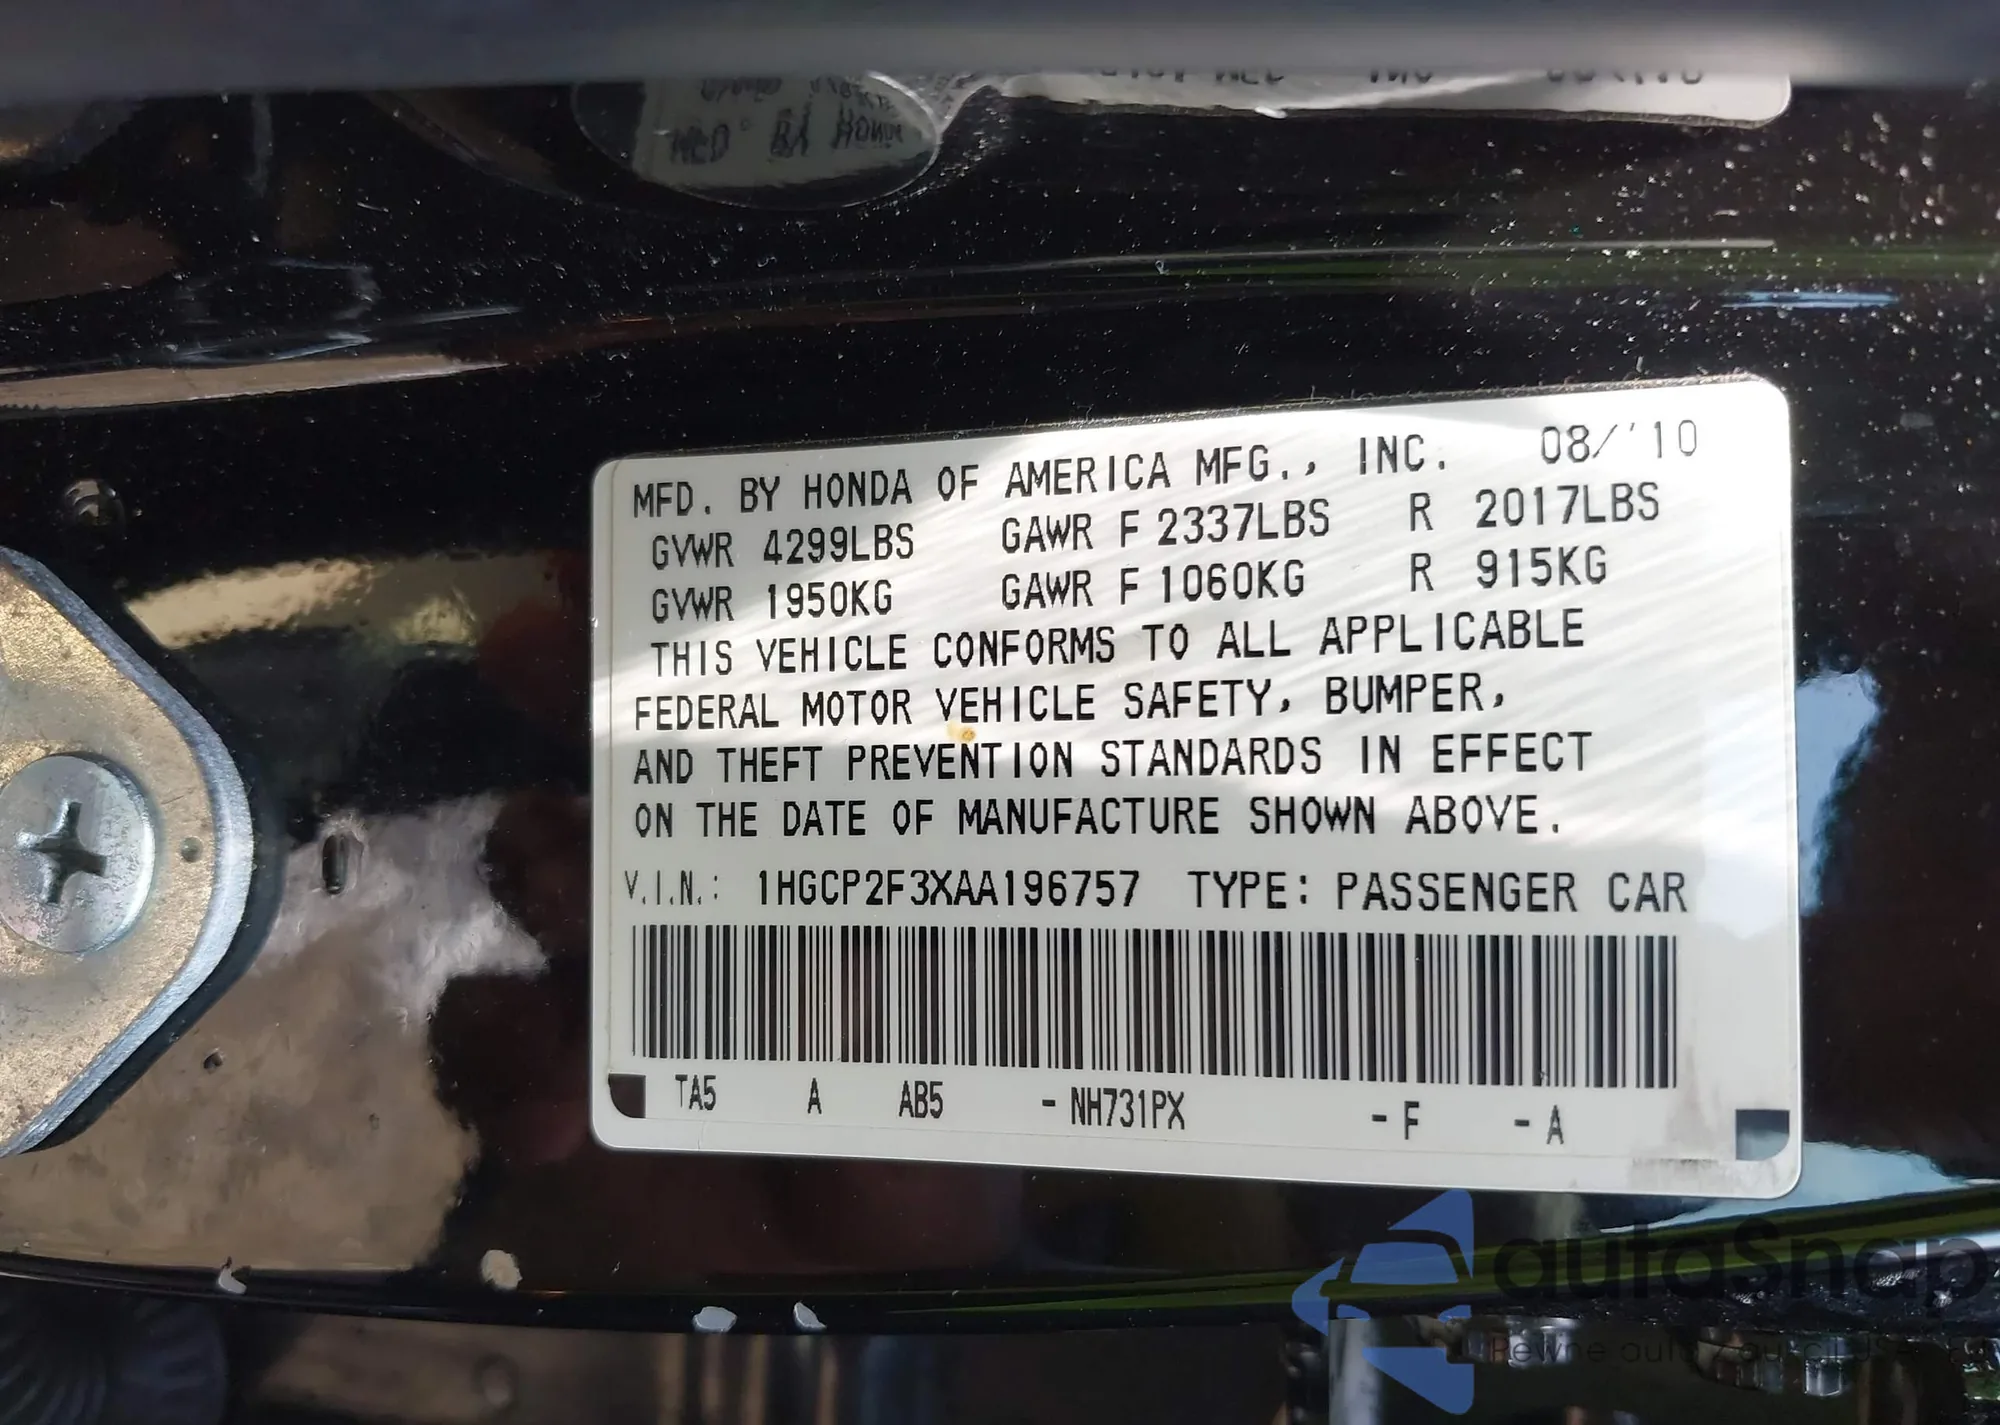 MFD. BY HONDA OF AMERICA MFG., INC. 08/'10
GVWR 4299LBS GAWR F 2337LBS R 2017LBS
GVWR 1950KG GAWR F 1060KG R 915KG
THIS VEHICLE CONFORMS TO ALL APPLICABLE
FEDERAL MOTOR VEHICLE SAFETY, BUMPER,
AND THEFT PREVENTION STANDARDS IN EFFECT
ON THE DATE OF MANUFACTURE SHOWN ABOVE.
V.I.N.: 1HGCP2F3XAA196757 TYPE: PASSENGER CAR
TA5 A AB5 -NH731PX -F -A
autoSnap
Pewne auto z